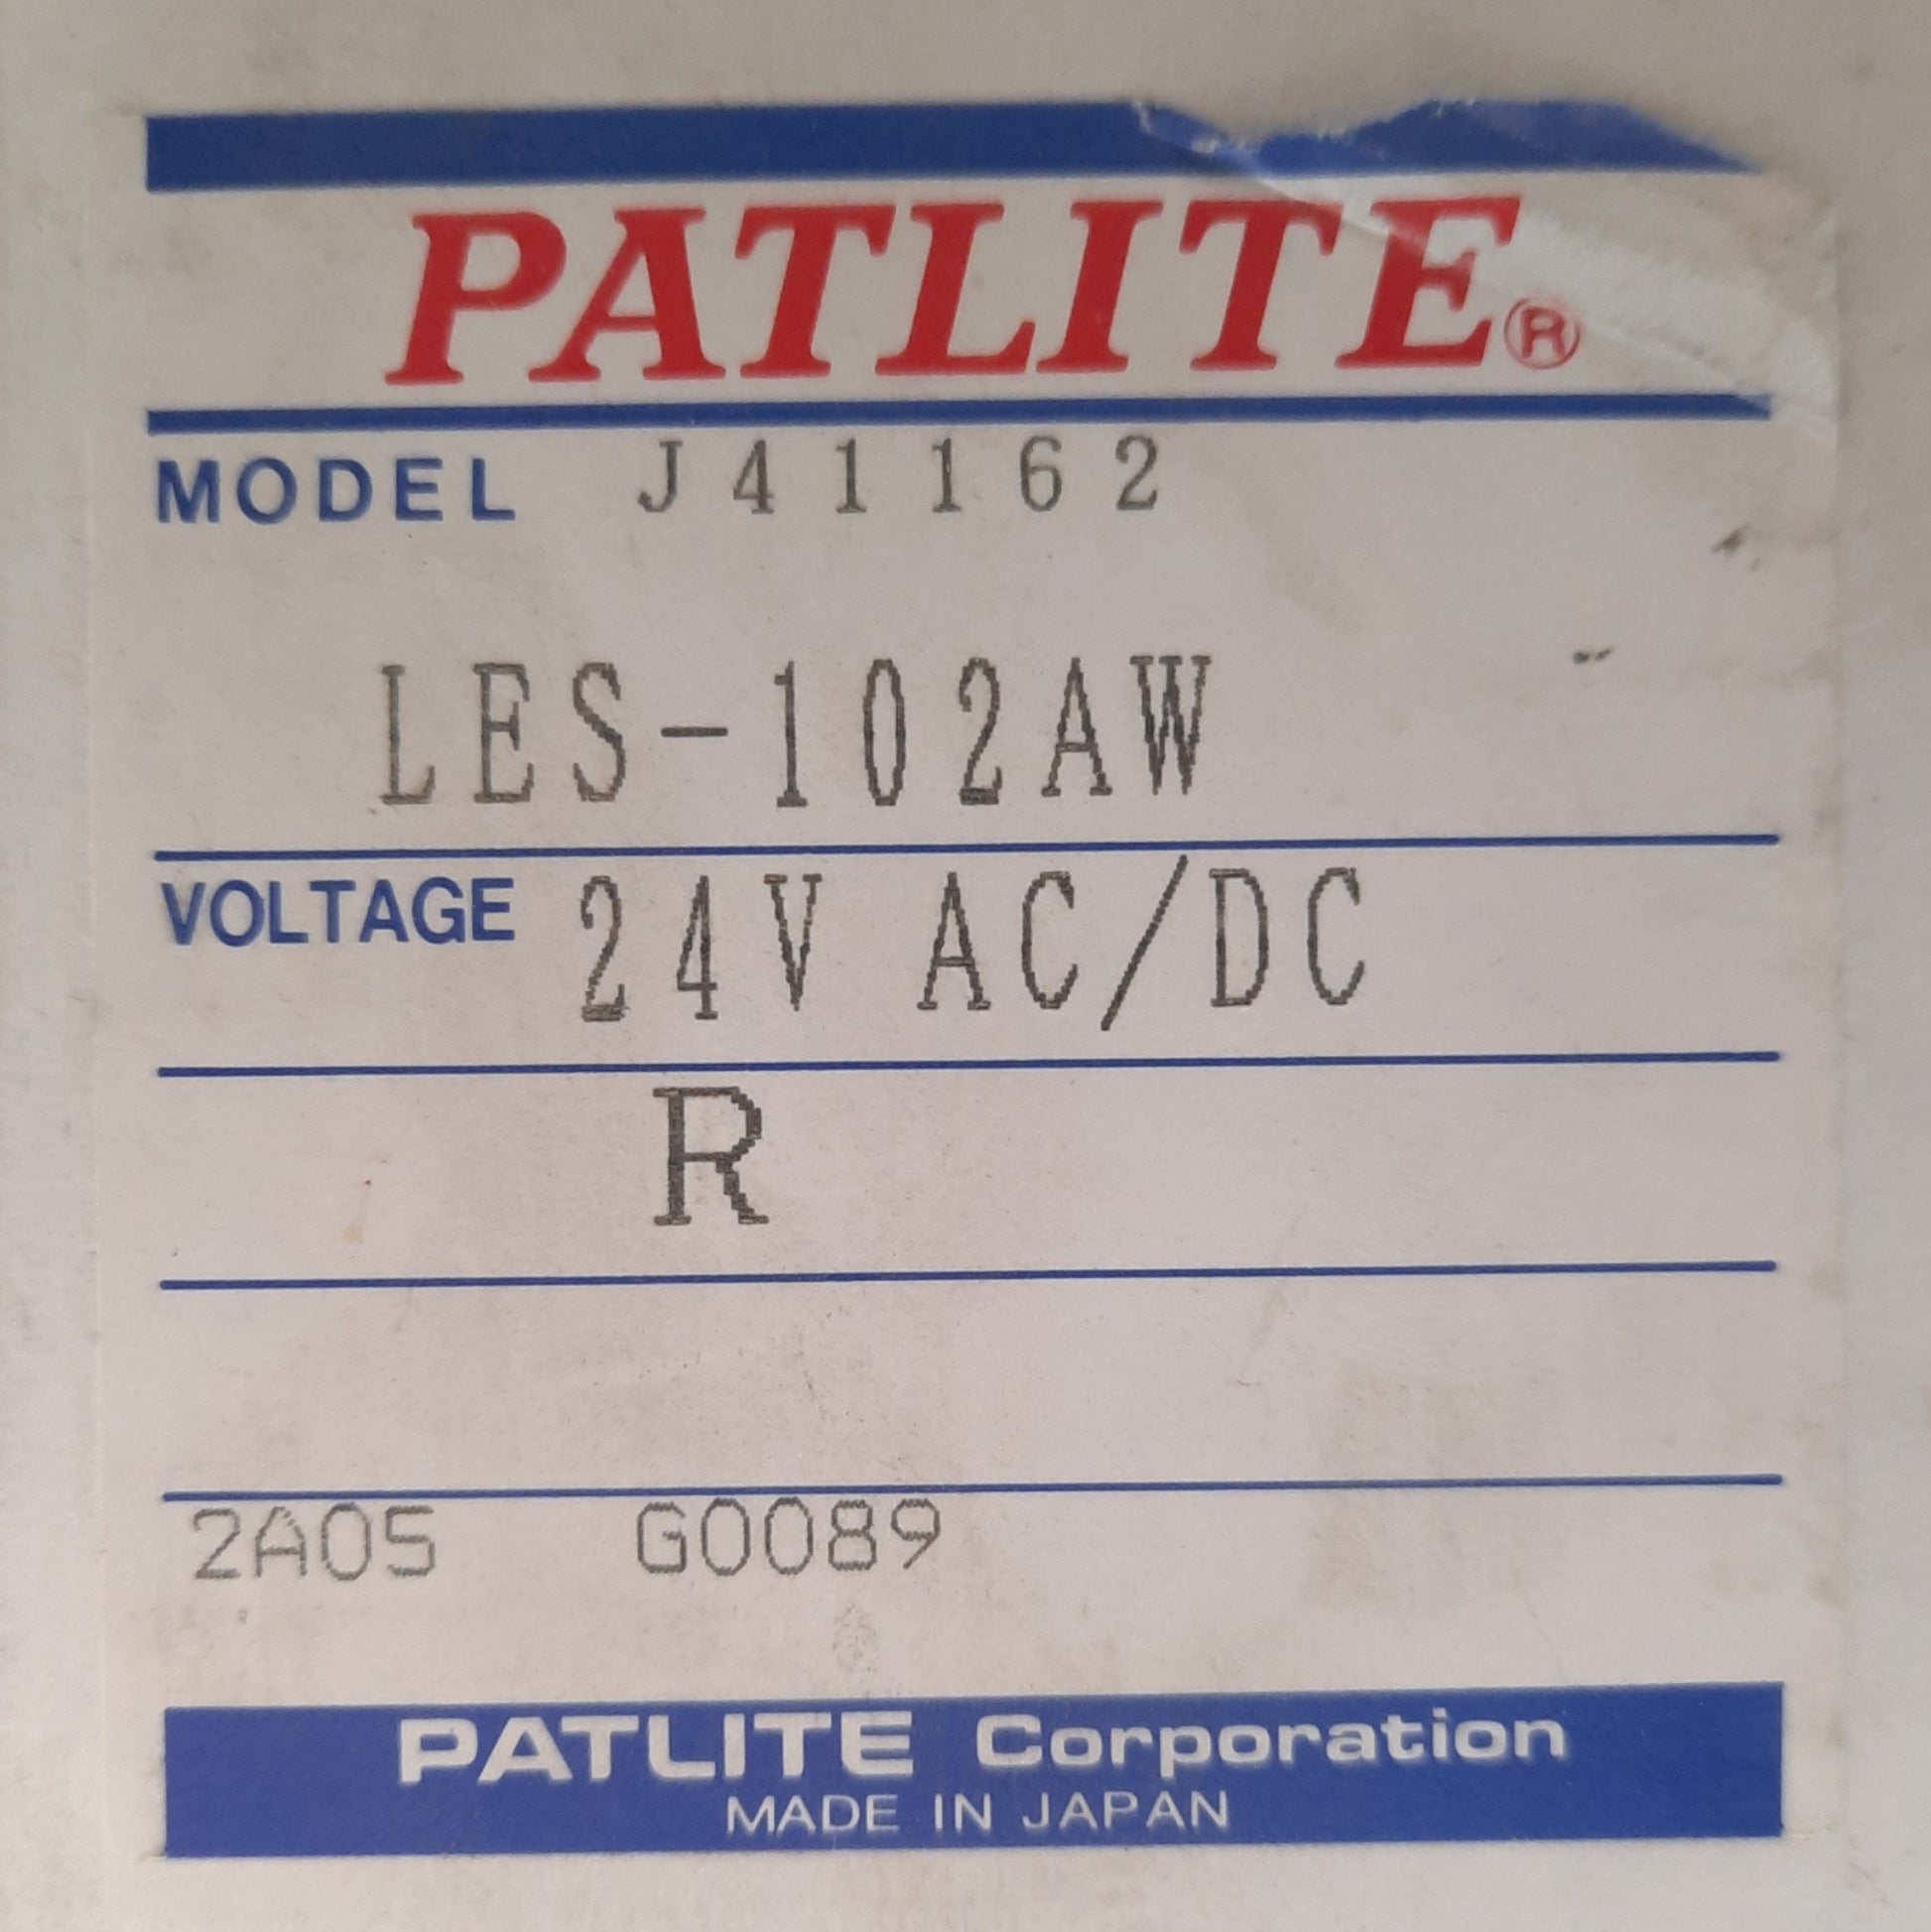 PATLITE®
MODEL J41162
LES-102AW
VOLTAGE 24V AC/DC
R
2A05 G0089
PATLITE Corporation
MADE IN JAPAN